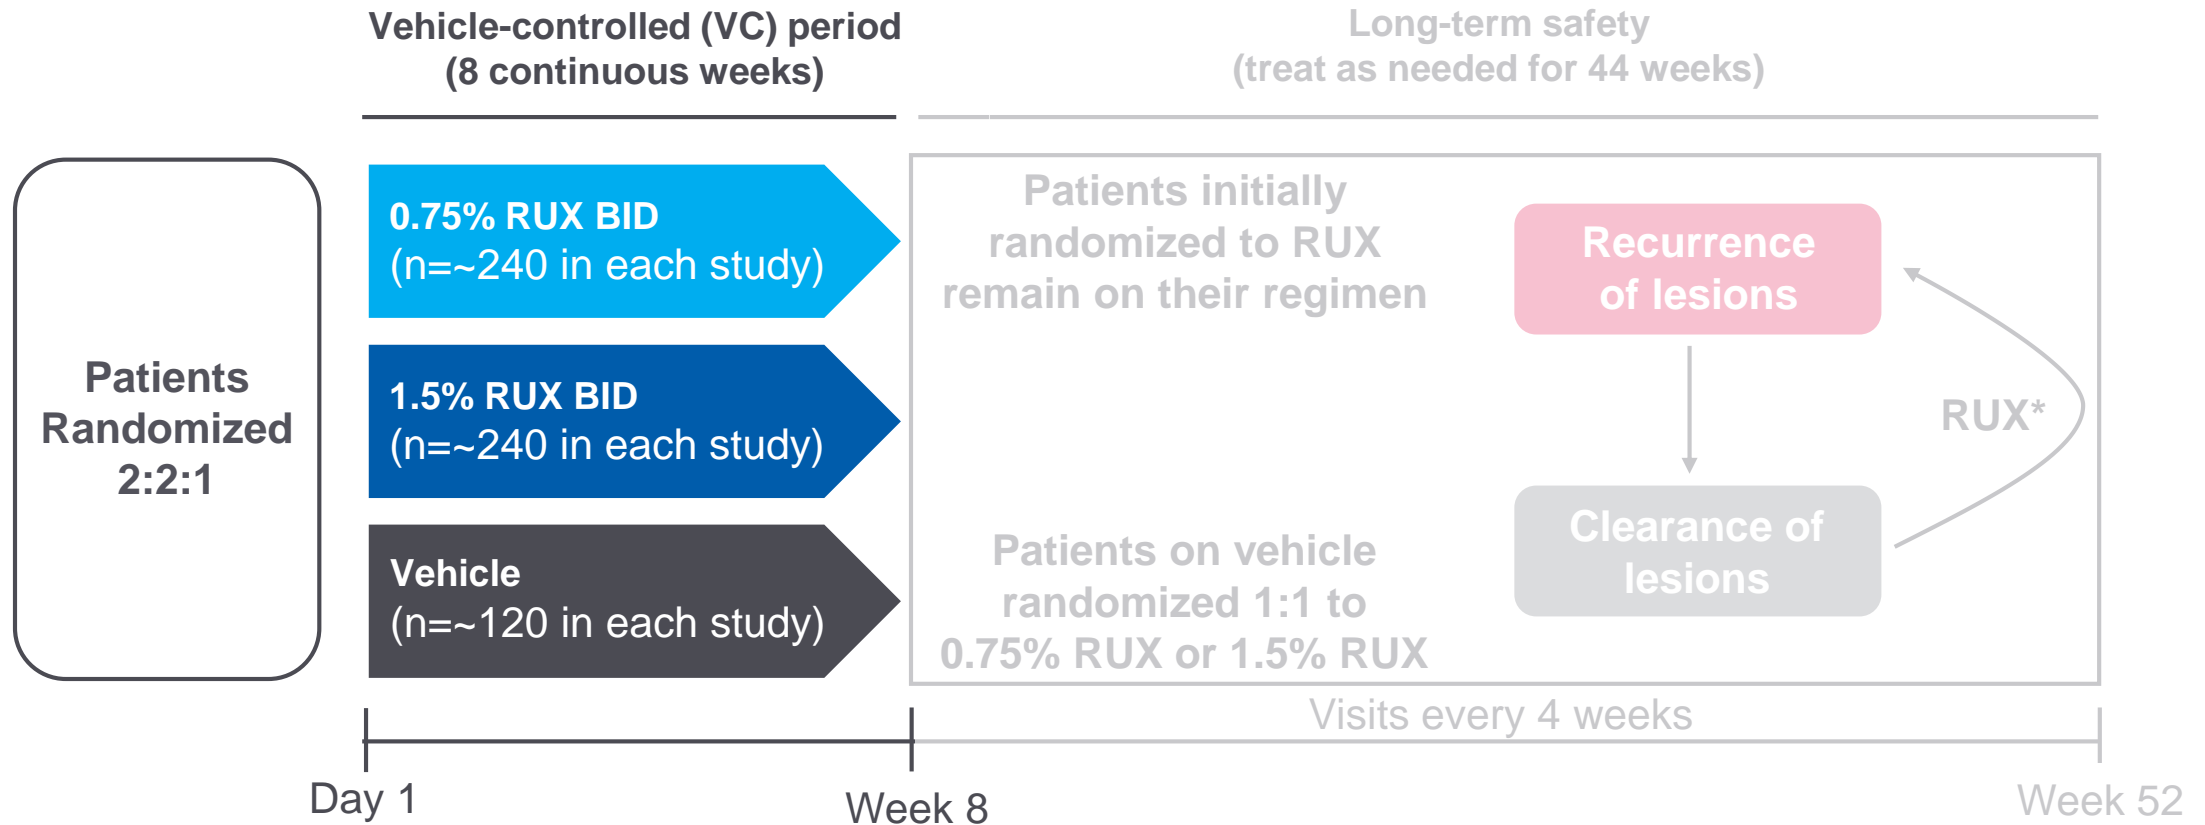 Vehicle-controlled (VC) period
(8 continuous weeks)
Long-term safety
(treat as needed for 44 weeks)
Patients
Randomized
2:2:1
0.75% RUX BID
(n=~240 in each study)
1.5% RUX BID
(n=~240 in each study)
Vehicle
(n=~120 in each study)
Patients initially
randomized to RUX
remain on their regimen
Patients on vehicle
randomized 1:1 to
0.75% RUX or 1.5% RUX
Recurrence
of lesions
RUX*
Clearance of
lesions
Visits every 4 weeks
Day 1
Week 8
Week 52